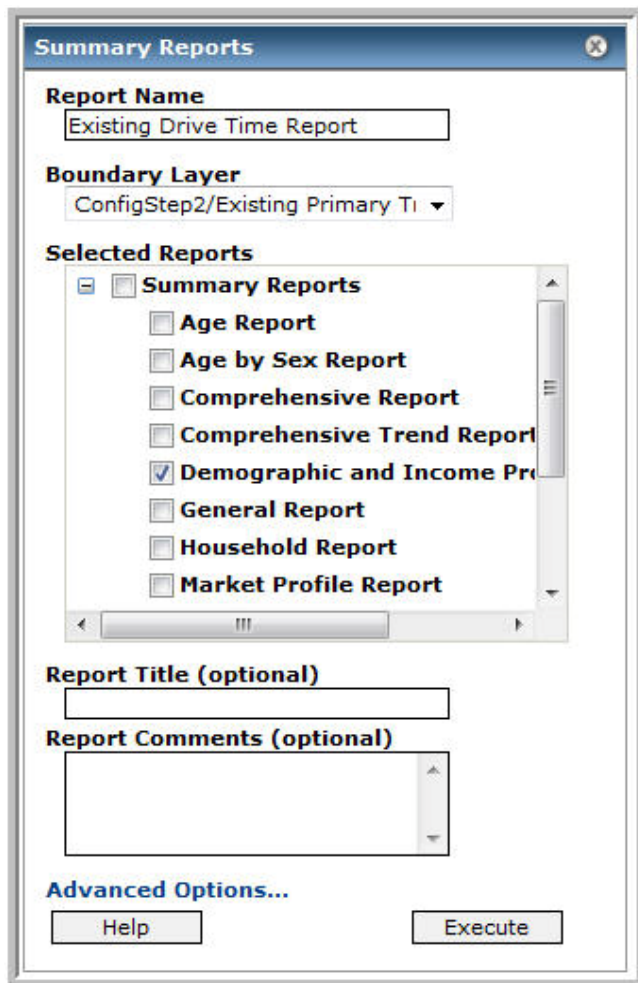 Summary Reports
Report Name
Existing Drive Time Report
Boundary Layer
ConfigStep2/Existing Primary
Selected Reports
Summary Reports
Age Report
Age by Sex Report
Comprehensive Report
Comprehensive Trend Report
Demographic and Income
General Report
Household Report
Market Profile Report
Report Title (optional)
Report Comments (optional)
Advanced Options...
Help
Execute